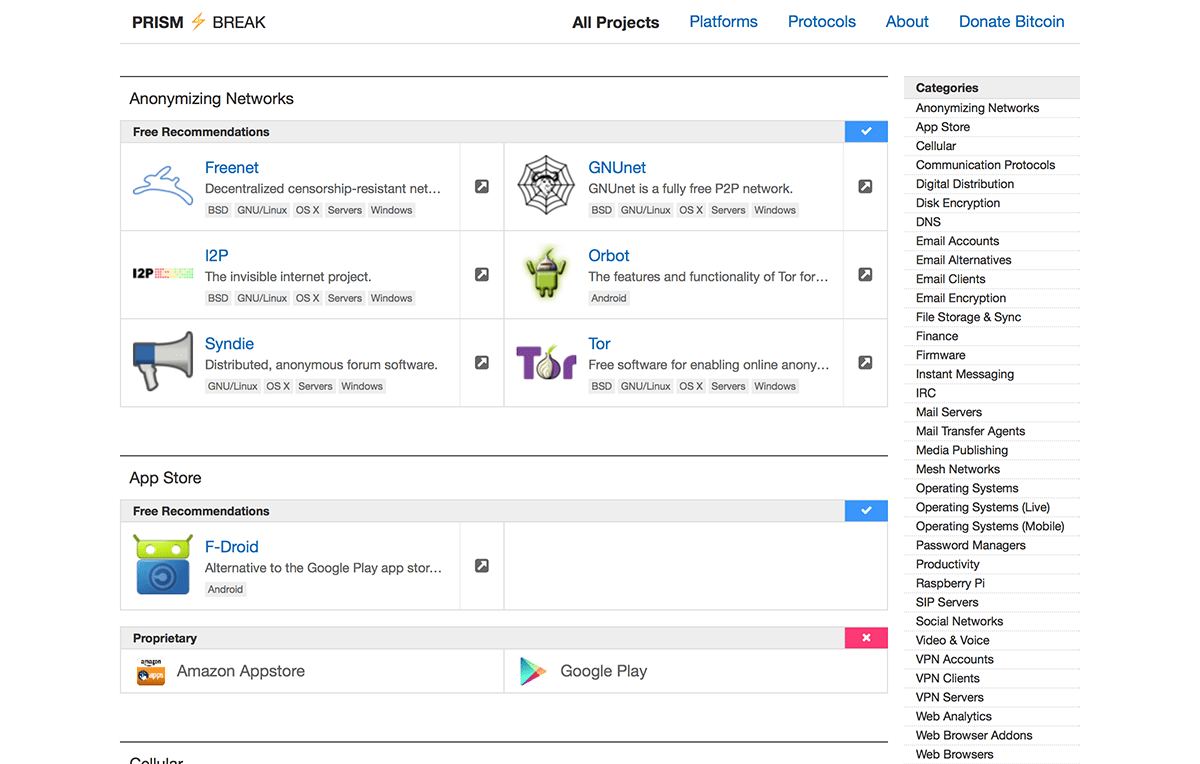 PRISM ⚡ BREAK
All Projects
Platforms
Protocols
About
Donate Bitcoin
Anonymizing Networks
Free Recommendations
Freenet
Decentralized censorship-resistant net...
BSD GNU/Linux OS X Servers Windows
GNUnet
GNUnet is a fully free P2P network.
BSD GNU/Linux OS X Servers Windows
I2P
I2P
The invisible internet project.
BSD GNU/Linux OS X Servers Windows
Orbot
The features and functionality of Tor for...
Android
Syndie
Distributed, anonymous forum software.
GNU/Linux OS X Servers Windows
Tor
Tor
Free software for enabling online anony...
BSD GNU/Linux OS X Servers Windows
App Store
Free Recommendations
F-Droid
Alternative to the Google Play app stor...
Android
Proprietary
amazon
apps
Amazon Appstore
Google Play
Cellular
Categories
Anonymizing Networks
App Store
Cellular
Communication Protocols
Digital Distribution
Disk Encryption
DNS
Email Accounts
Email Alternatives
Email Clients
Email Encryption
File Storage & Sync
Finance
Firmware
Instant Messaging
IRC
Mail Servers
Mail Transfer Agents
Media Publishing
Mesh Networks
Operating Systems
Operating Systems (Live)
Operating Systems (Mobile)
Password Managers
Productivity
Raspberry Pi
SIP Servers
Social Networks
Video & Voice
VPN Accounts
VPN Clients
VPN Servers
Web Analytics
Web Browser Addons
Web Browsers